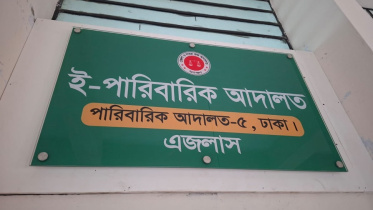 ই-পারিবারিক আদালত
পারিবারিক আদালত-৫, ঢাকা।
এজলাস